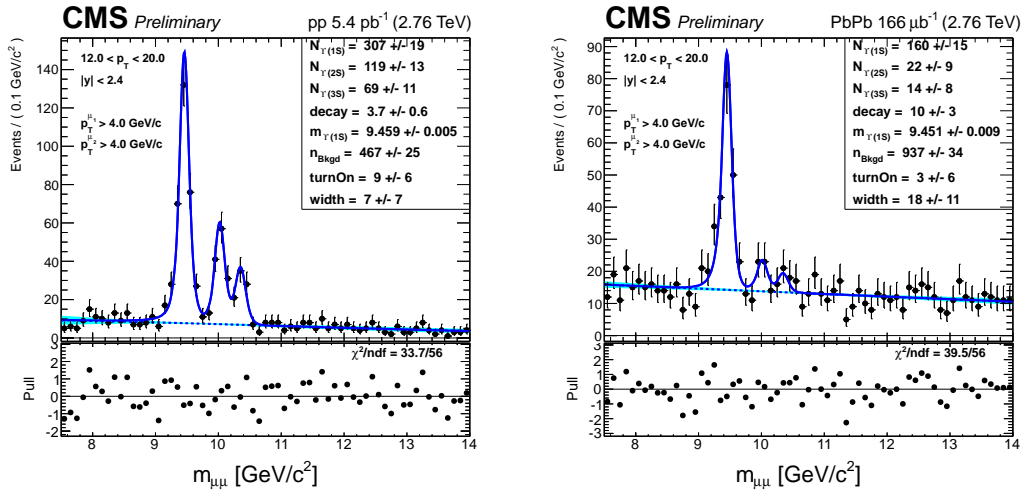 CMS Preliminary pp 5.4 pb⁻¹ (2.76 TeV)
Events / ( 0.1 GeV/c² )
140
120
100
80
60
40
20
0
12.0 < p_T < 20.0
|y| < 2.4
p_T^μ¹ > 4.0 GeV/c
p_T^μ² > 4.0 GeV/c
N_ϒ(1S) = 307 +/- 19
N_ϒ(2S) = 119 +/- 13
N_ϒ(3S) = 69 +/- 11
decay = 3.7 +/- 0.6
m_ϒ(1S) = 9.459 +/- 0.005
n_Bkgd = 467 +/- 25
turnOn = 9 +/- 6
width = 7 +/- 7
χ²/ndf = 33.7/56
Pull
3
2
1
0
-1
-2
8 9 10 11 12 13 14
m_μμ [GeV/c²]
CMS Preliminary PbPb 166 μb⁻¹ (2.76 TeV)
Events / ( 0.1 GeV/c² )
90
80
70
60
50
40
30
20
10
0
12.0 < p_T < 20.0
|y| < 2.4
p_T^μ¹ > 4.0 GeV/c
p_T^μ² > 4.0 GeV/c
N_ϒ(1S) = 160 +/- 15
N_ϒ(2S) = 22 +/- 9
N_ϒ(3S) = 14 +/- 8
decay = 10 +/- 3
m_ϒ(1S) = 9.451 +/- 0.009
n_Bkgd = 937 +/- 34
turnOn = 3 +/- 6
width = 18 +/- 11
χ²/ndf = 39.5/56
Pull
3
2
1
0
-1
-2
-3
8 9 10 11 12 13 14
m_μμ [GeV/c²]